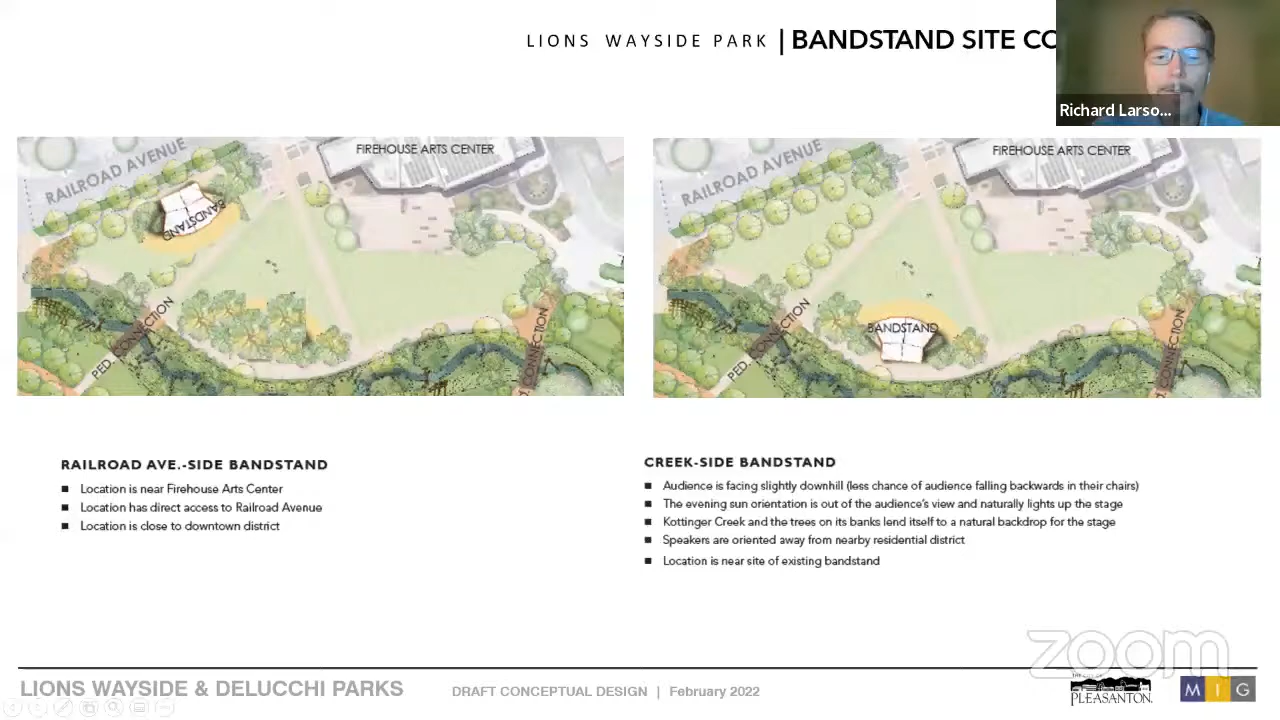 LIONS WAYSIDE PARK | BANDSTAND SITE CO
Richard Larso...
RAILROAD AVENUE
FIREHOUSE ARTS CENTER
BANDSTAND
PED. CONNECTION
CONNECTION
RAILROAD AVENUE
FIREHOUSE ARTS CENTER
BANDSTAND
PED. CONNECTION
CONNECTION
RAILROAD AVE.-SIDE BANDSTAND
Location is near Firehouse Arts Center
Location has direct access to Railroad Avenue
Location is close to downtown district
CREEK-SIDE BANDSTAND
Audience is facing slightly downhill (less chance of audience falling backwards in their chairs)
The evening sun orientation is out of the audience's view and naturally lights up the stage
Kottinger Creek and the trees on its banks lend itself to a natural backdrop for the stage
Speakers are oriented away from nearby residential district
Location is near site of existing bandstand
zoom
LIONS WAYSIDE & DELUCCHI PARKS
DRAFT CONCEPTUAL DESIGN | February 2022
THE CITY OF
PLEASANTON.
M I G